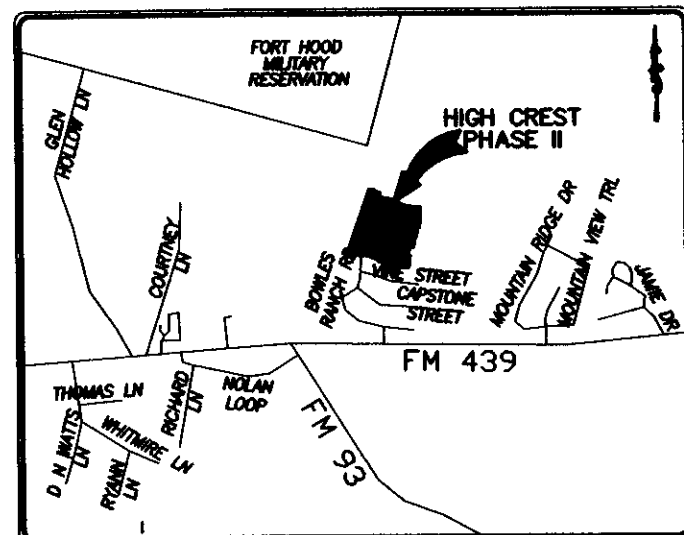 FORT HOOD
MILITARY
RESERVATION
GLEN
HOLLOW LN
HIGH CREST
PHASE II
COURTNEY
LN
BOWLES
RANCH
VINE STREET
CAPSTONE
STREET
MOUNTAIN RIDGE DR
MOUNTAIN VIEW TRL
JAMIE DR
FM 439
THOMAS LN
NOLAN
LOOP
RICHARD
LN
D N WATTS
LN
WHITMIRE LN
RYANN
LN
FM 93